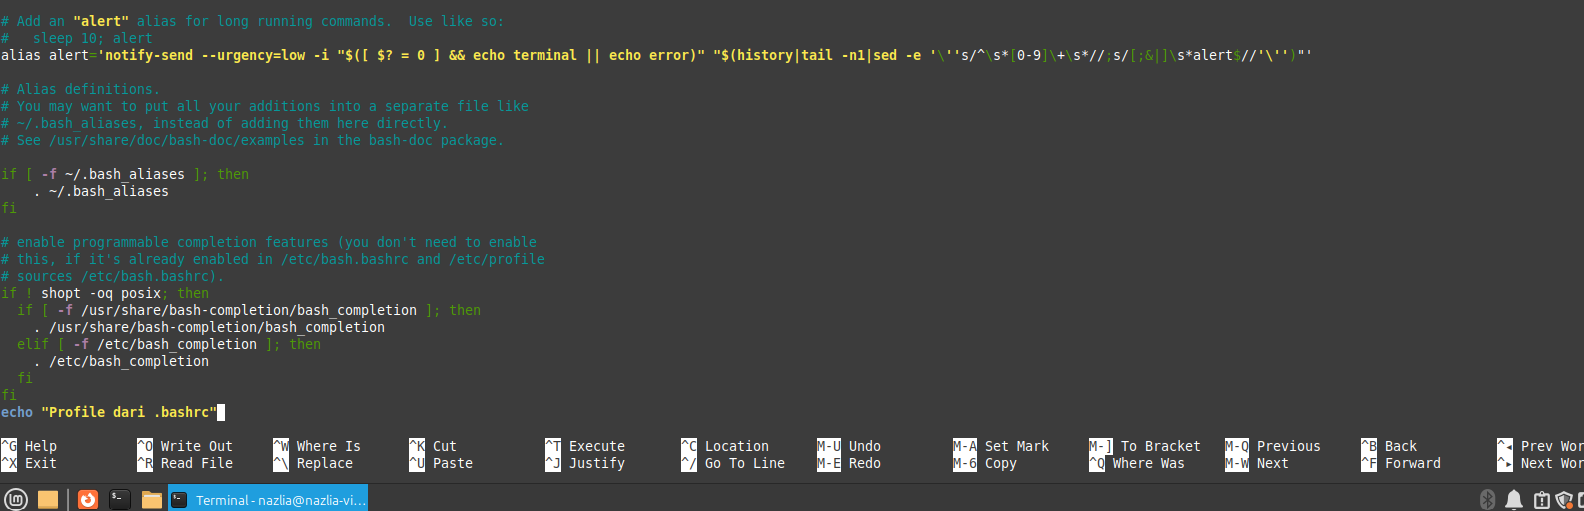 # Add an "alert" alias for long running commands.  Use like so:
#   sleep 10; alert
alias alert='notify-send --urgency=low -i "$([ $? = 0 ] && echo terminal || echo error)" "$(history|tail -n1|sed -e '\''s/^\s*[0-9]\+\s*//;s/[;&|]\s*alert$//'\'')"'
# Alias definitions.
# You may want to put all your additions into a separate file like
# ~/.bash_aliases, instead of adding them here directly.
# See /usr/share/doc/bash-doc/examples in the bash-doc package.
if [ -f ~/.bash_aliases ]; then
    . ~/.bash_aliases
fi
# enable programmable completion features (you don't need to enable
# this, if it's already enabled in /etc/bash.bashrc and /etc/profile
# sources /etc/bash.bashrc).
if ! shopt -oq posix; then
  if [ -f /usr/share/bash-completion/bash_completion ]; then
    . /usr/share/bash-completion/bash_completion
  elif [ -f /etc/bash_completion ]; then
    . /etc/bash_completion
  fi
fi
echo "Profile dari .bashrc"
^G Help ^O Write Out ^W Where Is ^K Cut ^T Execute ^C Location M-U Undo M-A Set Mark M-] To Bracket M-Q Previous ^B Back ^◂ Prev Wor
^X Exit ^R Read File ^\ Replace ^U Paste ^J Justify ^/ Go To Line M-E Redo M-6 Copy ^Q Where Was M-W Next ^F Forward ^▸ Next Wor
Terminal - nazlia@nazlia-vi...